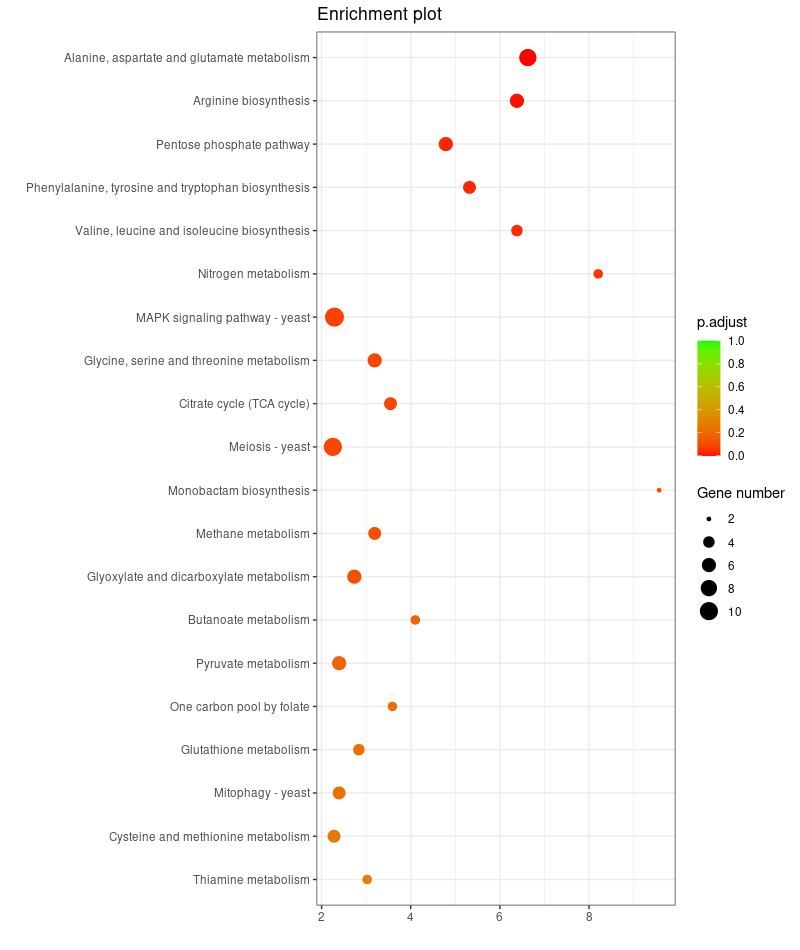 Enrichment plot
Alanine, aspartate and glutamate metabolism
Arginine biosynthesis
Pentose phosphate pathway
Phenylalanine, tyrosine and tryptophan biosynthesis
Valine, leucine and isoleucine biosynthesis
Nitrogen metabolism
MAPK signaling pathway - yeast
Glycine, serine and threonine metabolism
Citrate cycle (TCA cycle)
Meiosis - yeast
Monobactam biosynthesis
Methane metabolism
Glyoxylate and dicarboxylate metabolism
Butanoate metabolism
Pyruvate metabolism
One carbon pool by folate
Glutathione metabolism
Mitophagy - yeast
Cysteine and methionine metabolism
Thiamine metabolism
2 4 6 8
p.adjust
1.0
0.8
0.6
0.4
0.2
0.0
Gene number
2
4
6
8
10